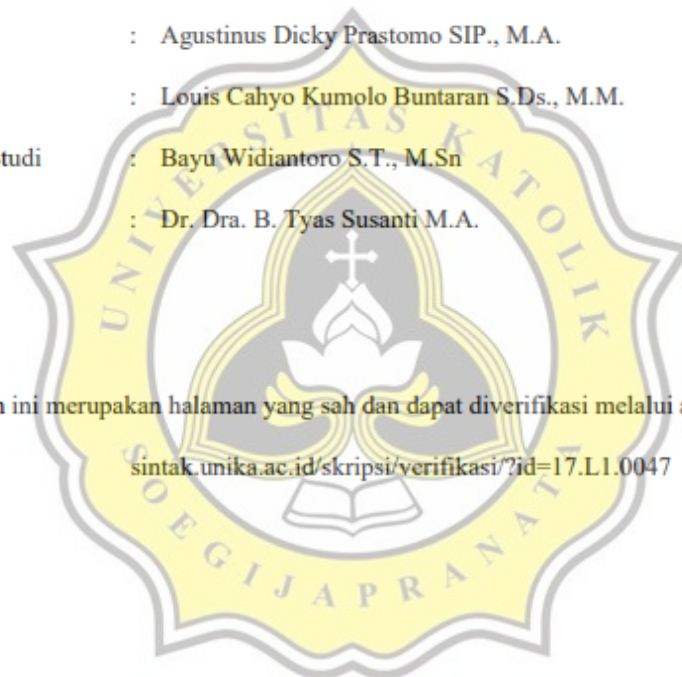 : Agustinus Dicky Prastomo SIP., M.A.
: Louis Cahyo Kumolo Buntaran S.Ds., M.M.
tudi : Bayu Widiantoro S.T., M.Sn
: Dr. Dra. B. Tyas Susanti M.A.
n ini merupakan halaman yang sah dan dapat diverifikasi melalui a
sintak.unika.ac.id/skripsi/verifikasi/?id=17.L1.0047
UNIVERSITAS KATOLIK
SOEGIJAPRANATA